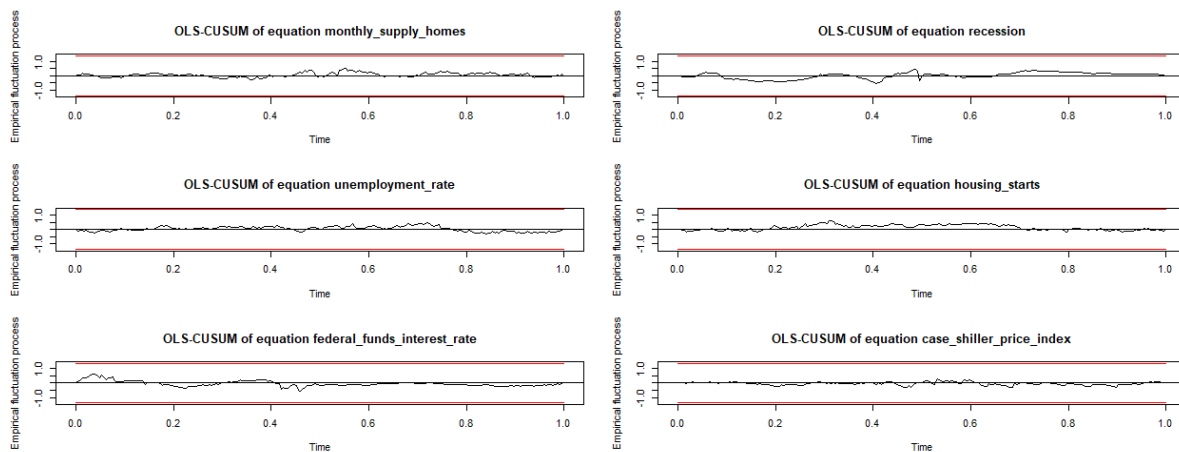 OLS-CUSUM of equation monthly_supply_homes
Empirical fluctuation process
1.0
-1.0
0.0 0.2 0.4 0.6 0.8 1.0
Time
OLS-CUSUM of equation recession
Empirical fluctuation process
1.0
-1.0
0.0 0.2 0.4 0.6 0.8 1.0
Time
OLS-CUSUM of equation unemployment_rate
Empirical fluctuation process
1.0
-1.0
0.0 0.2 0.4 0.6 0.8 1.0
Time
OLS-CUSUM of equation housing_starts
Empirical fluctuation process
1.0
-1.0
0.0 0.2 0.4 0.6 0.8 1.0
Time
OLS-CUSUM of equation federal_funds_interest_rate
Empirical fluctuation process
1.0
-1.0
0.0 0.2 0.4 0.6 0.8 1.0
Time
OLS-CUSUM of equation case_shiller_price_index
Empirical fluctuation process
1.0
-1.0
0.0 0.2 0.4 0.6 0.8 1.0
Time